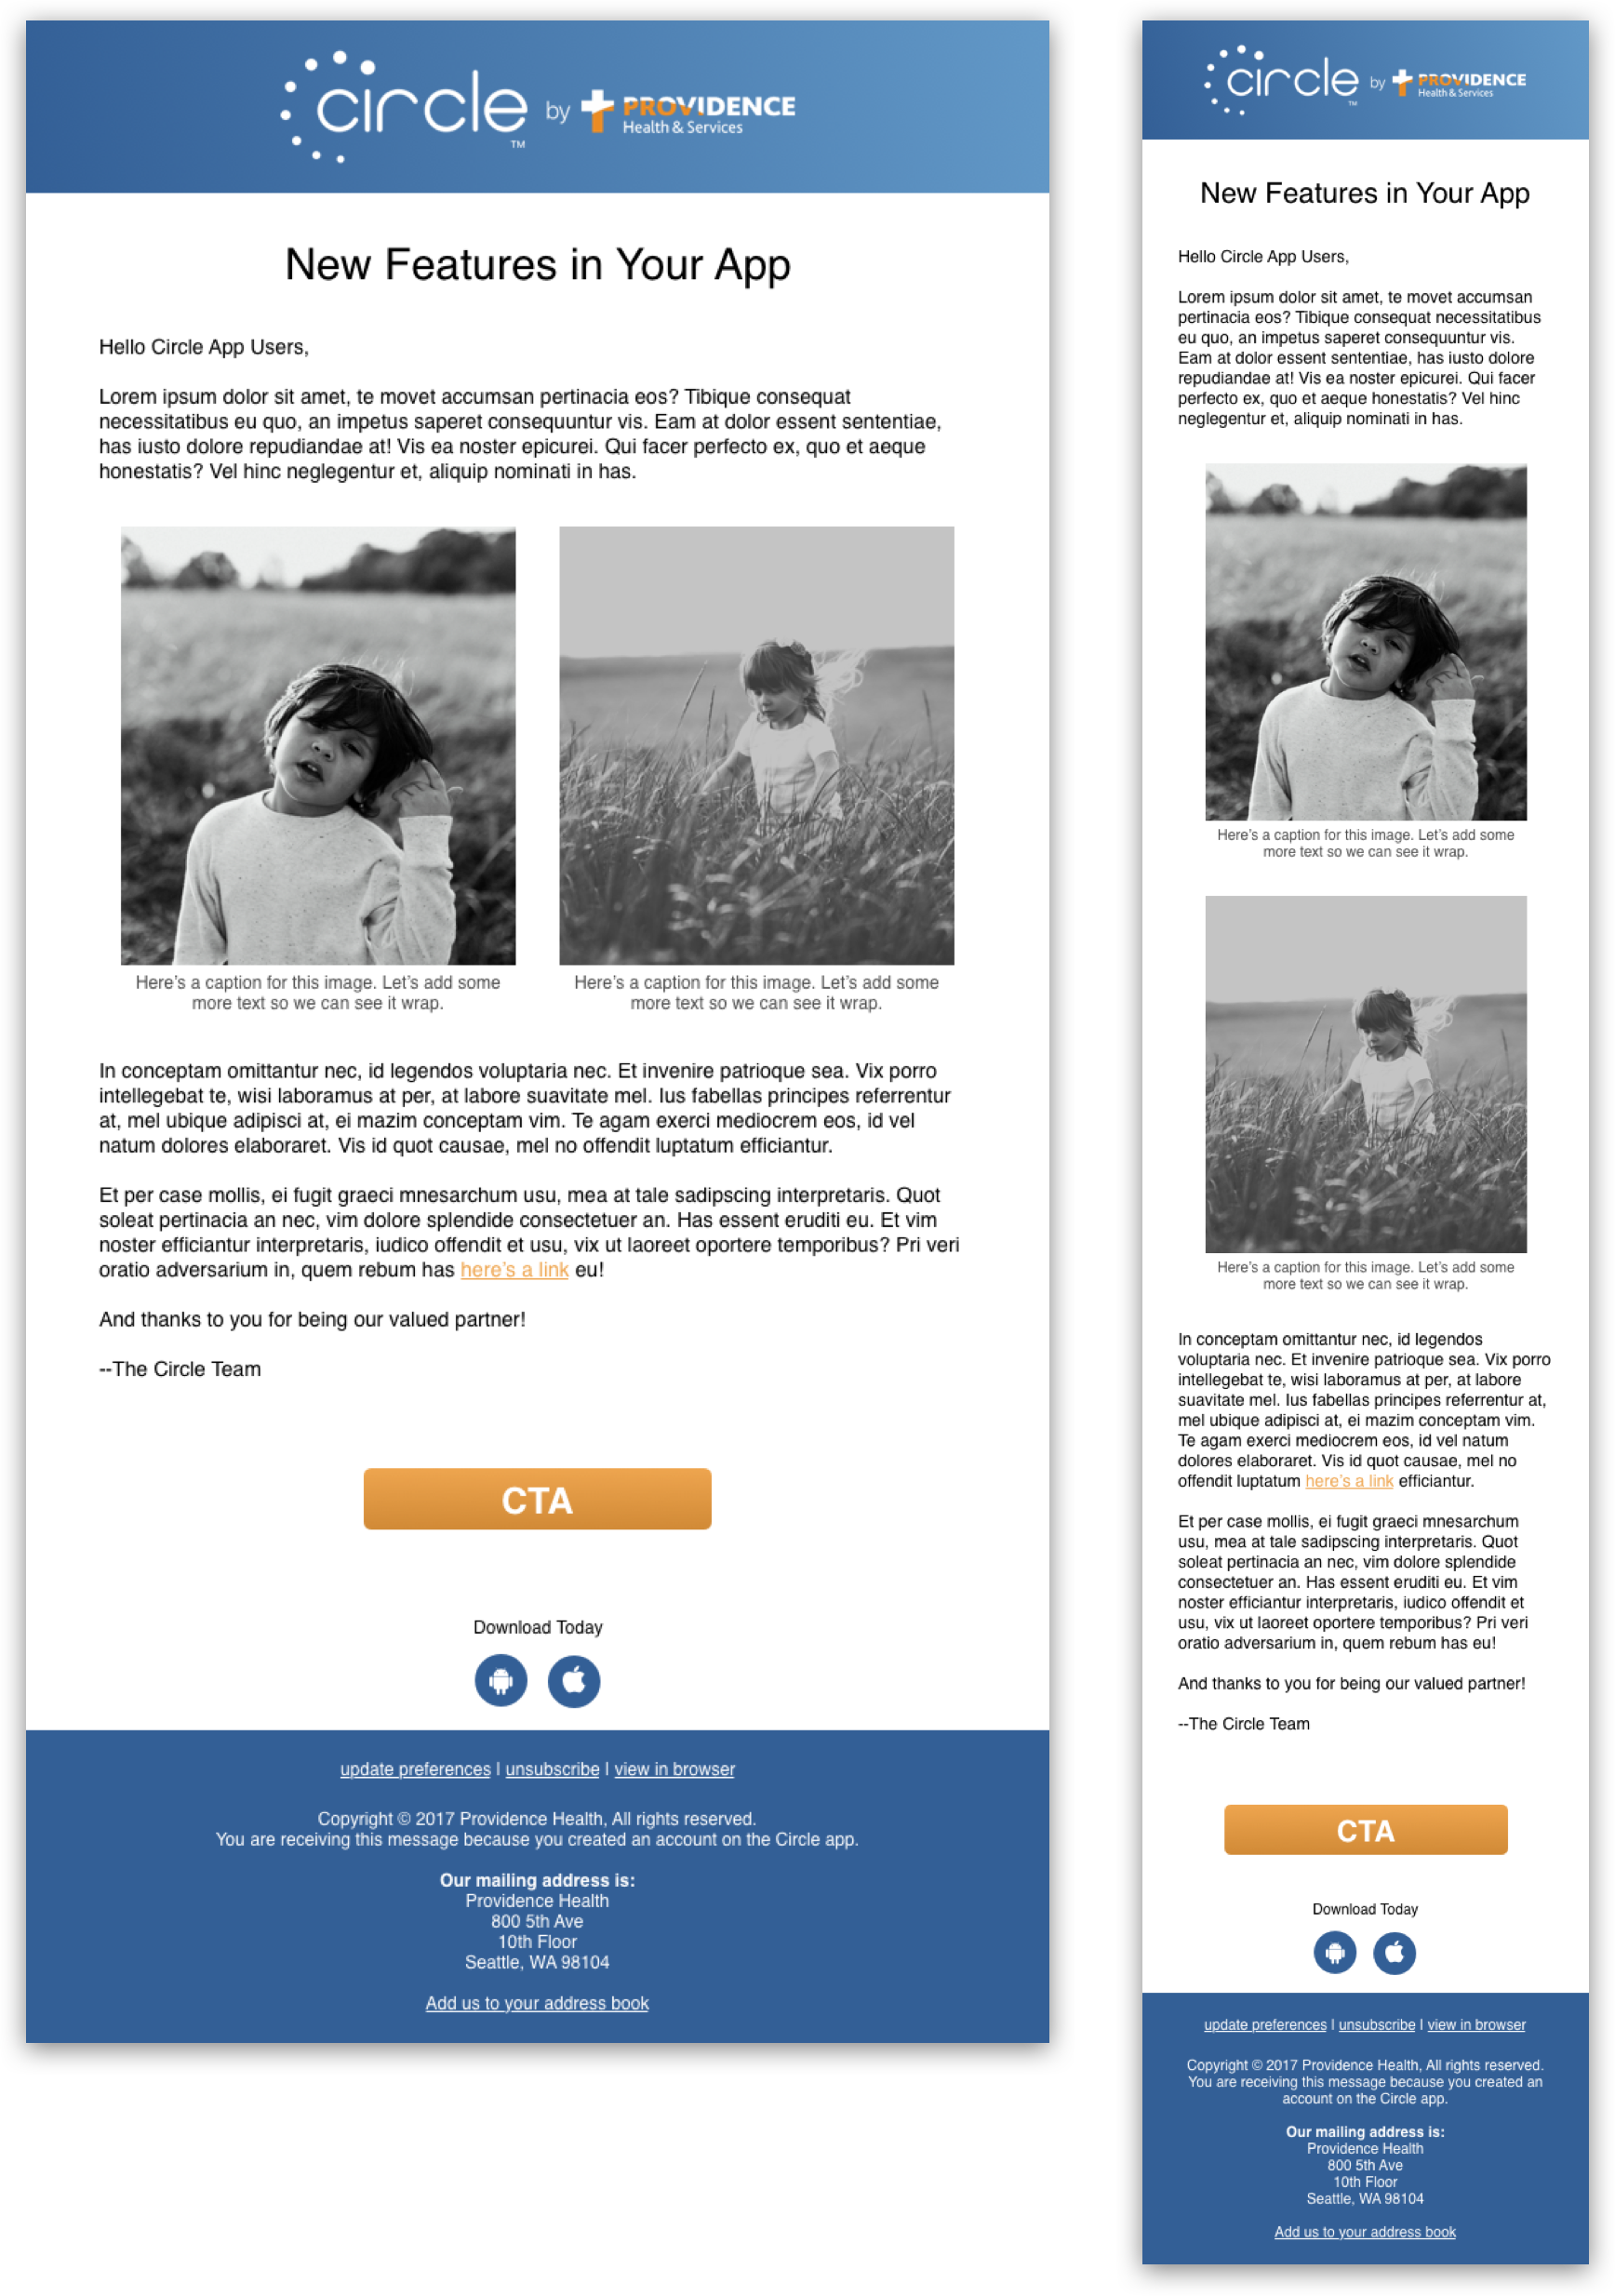 circle by PROVIDENCE
Health & Services
TM
New Features in Your App
Hello Circle App Users,
Lorem ipsum dolor sit amet, te movet accumsan pertinacia eos? Tibique consequat
necessitatibus eu quo, an impetus saperet consequuntur vis. Eam at dolor essent sententiae,
has iusto dolore repudiandae at! Vis ea noster epicurei. Qui facer perfecto ex, quo et aeque
honestatis? Vel hinc neglegentur et, aliquip nominati in has.
Here's a caption for this image. Let's add some
more text so we can see it wrap.
Here's a caption for this image. Let's add some
more text so we can see it wrap.
In conceptam omittantur nec, id legendos voluptaria nec. Et invenire patrioque sea. Vix porro
intellegebat te, wisi laboramus at per, at labore suavitate mel. Ius fabellas principes referrentur
at, mel ubique adipisci at, ei mazim conceptam vim. Te agam exerci mediocrem eos, id vel
natum dolores elaboraret. Vis id quot causae, mel no offendit luptatum efficiantur.
Et per case mollis, ei fugit graeci mnesarchum usu, mea at tale sadipscing interpretaris. Quot
soleat pertinacia an nec, vim dolore splendide consectetuer an. Has essent eruditi eu. Et vim
noster efficiantur interpretaris, iudico offendit et usu, vix ut laoreet oportere temporibus? Pri veri
oratio adversarium in, quem rebum has here's a link eu!
And thanks to you for being our valued partner!
--The Circle Team
CTA
Download Today
update preferences | unsubscribe | view in browser
Copyright © 2017 Providence Health, All rights reserved.
You are receiving this message because you created an account on the Circle app.
Our mailing address is:
Providence Health
800 5th Ave
10th Floor
Seattle, WA 98104
Add us to your address book
circle by PROVIDENCE
Health & Services
TM
New Features in Your App
Hello Circle App Users,
Lorem ipsum dolor sit amet, te movet accumsan
pertinacia eos? Tibique consequat necessitatibus
eu quo, an impetus saperet consequuntur vis.
Eam at dolor essent sententiae, has iusto dolore
repudiandae at! Vis ea noster epicurei. Qui facer
perfecto ex, quo et aeque honestatis? Vel hinc
neglegentur et, aliquip nominati in has.
Here's a caption for this image. Let's add some
more text so we can see it wrap.
Here's a caption for this image. Let's add some
more text so we can see it wrap.
In conceptam omittantur nec, id legendos
voluptaria nec. Et invenire patrioque sea. Vix porro
intellegebat te, wisi laboramus at per, at labore
suavitate mel. Ius fabellas principes referrentur at,
mel ubique adipisci at, ei mazim conceptam vim.
Te agam exerci mediocrem eos, id vel natum
dolores elaboraret. Vis id quot causae, mel no
offendit luptatum here's a link efficiantur.
Et per case mollis, ei fugit graeci mnesarchum
usu, mea at tale sadipscing interpretaris. Quot
soleat pertinacia an nec, vim dolore splendide
consectetuer an. Has essent eruditi eu. Et vim
noster efficiantur interpretaris, iudico offendit et
usu, vix ut laoreet oportere temporibus? Pri veri
oratio adversarium in, quem rebum has eu!
And thanks to you for being our valued partner!
--The Circle Team
CTA
Download Today
update preferences | unsubscribe | view in browser
Copyright © 2017 Providence Health, All rights reserved.
You are receiving this message because you created an
account on the Circle app.
Our mailing address is:
Providence Health
800 5th Ave
10th Floor
Seattle, WA 98104
Add us to your address book